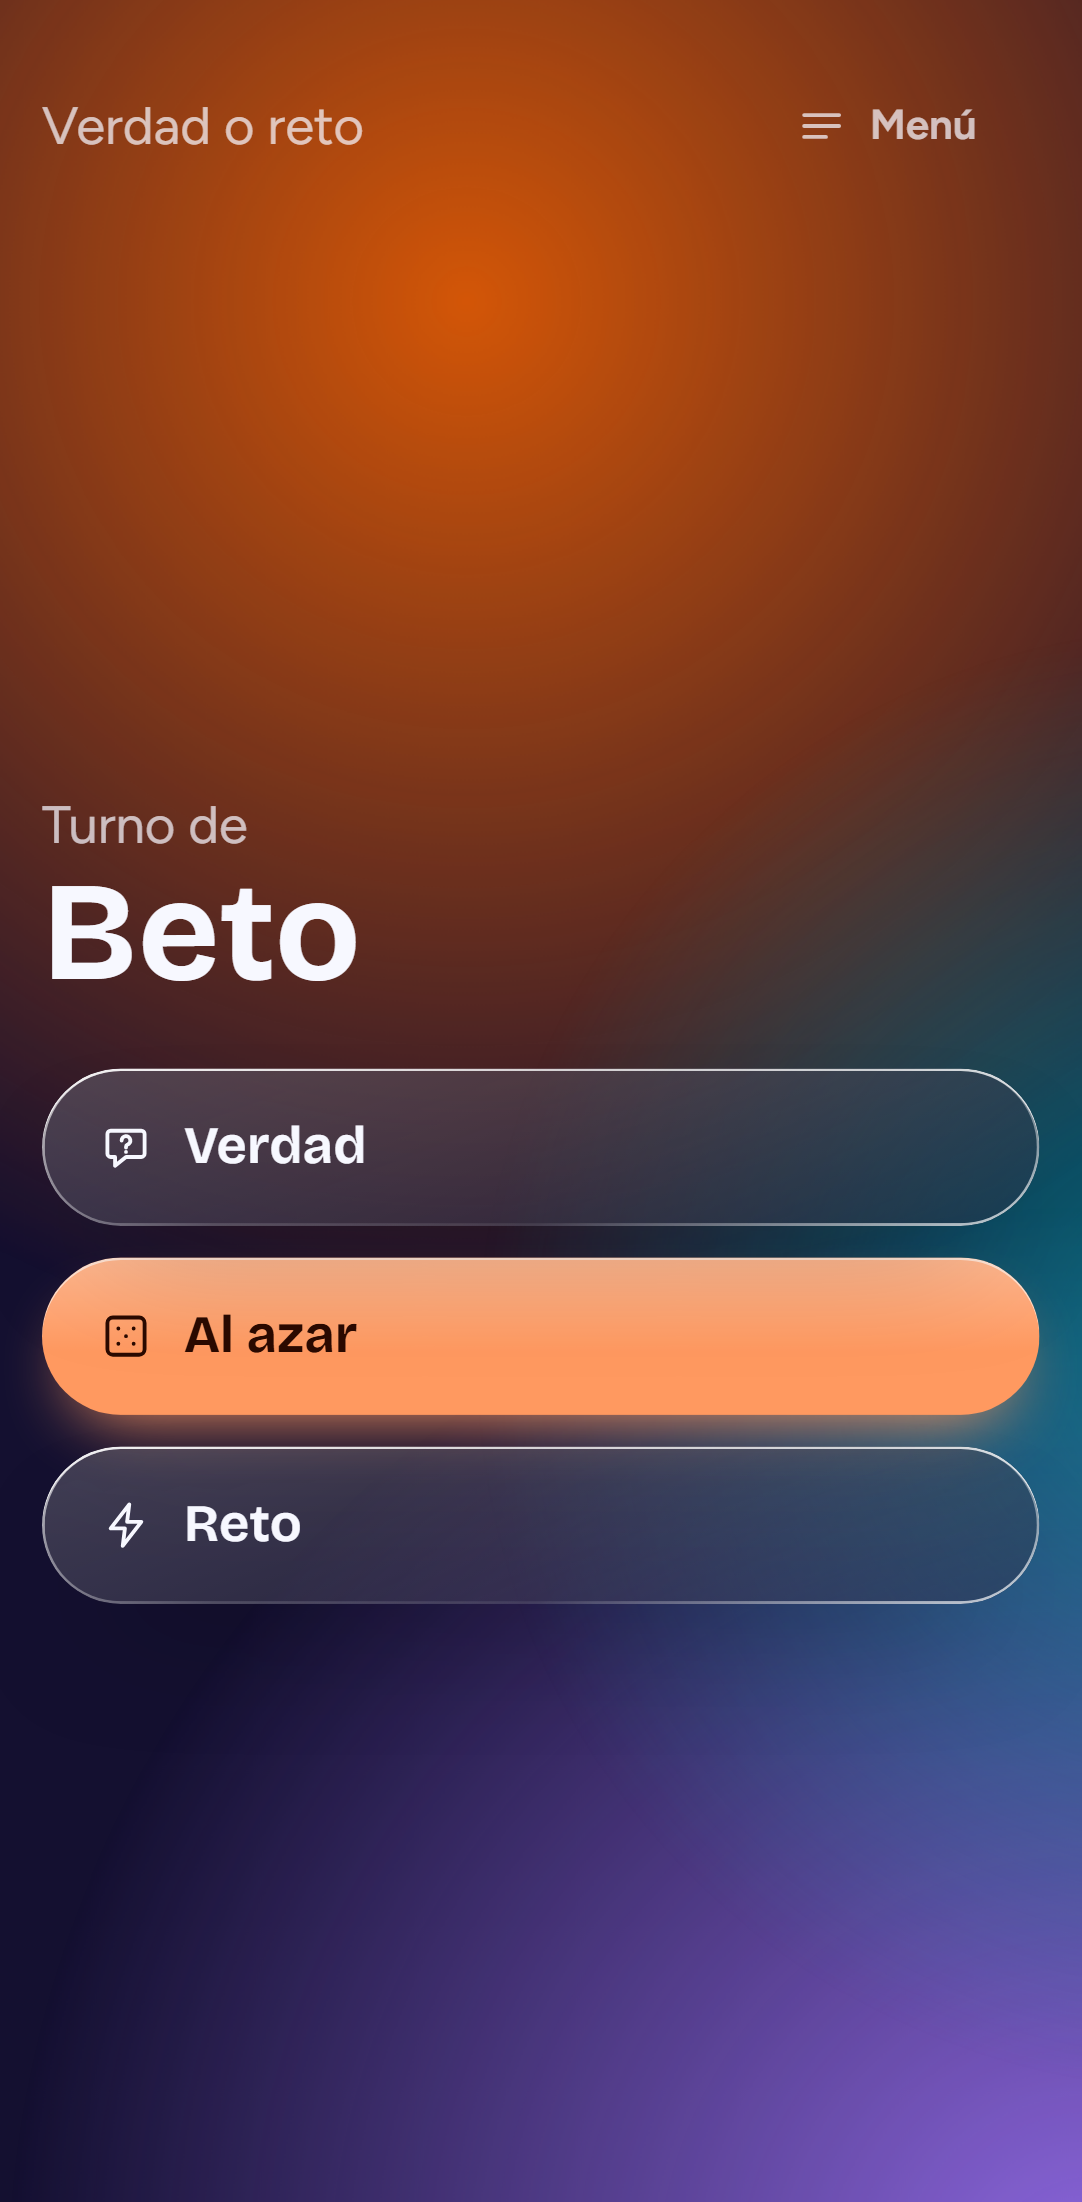 Verdad o reto
Menú
Turno de
Beto
Verdad
Al azar
Reto